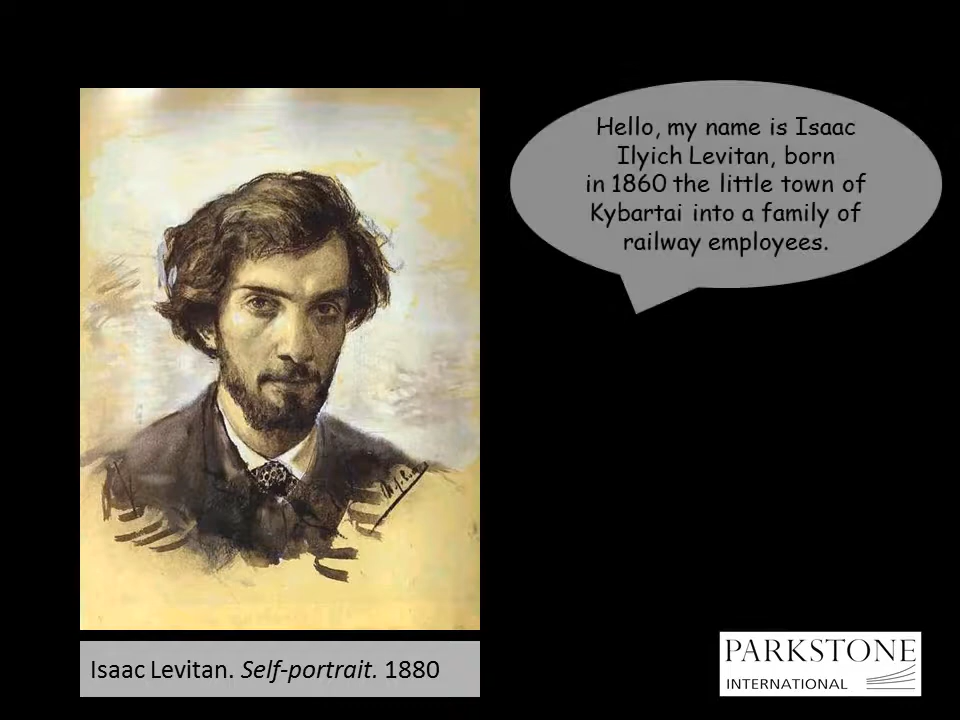 Hello, my name is Isaac
Ilyich Levitan, born
in 1860 the little town of
Kybartai into a family of
railway employees.
Isaac Levitan. Self-portrait. 1880
PARKSTONE
INTERNATIONAL